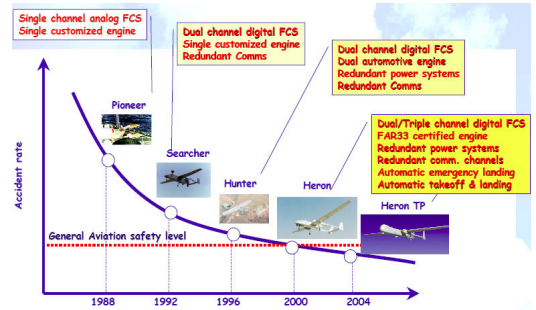 Single channel analog FCS
Single customized engine
Dual channel digital FCS
Single customized engine
Redundant Comms
Dual channel digital FCS
Dual automotive engine
Redundant power systems
Redundant Comms
Dual/Triple channel digital FCS
FAR33 certified engine
Redundant power systems
Redundant comm. channels
Automatic emergency landing
Automatic takeoff & landing
Pioneer
Searcher
Hunter
Heron
Heron TP
Accident rate
General Aviation safety level
1988
1992
1996
2000
2004